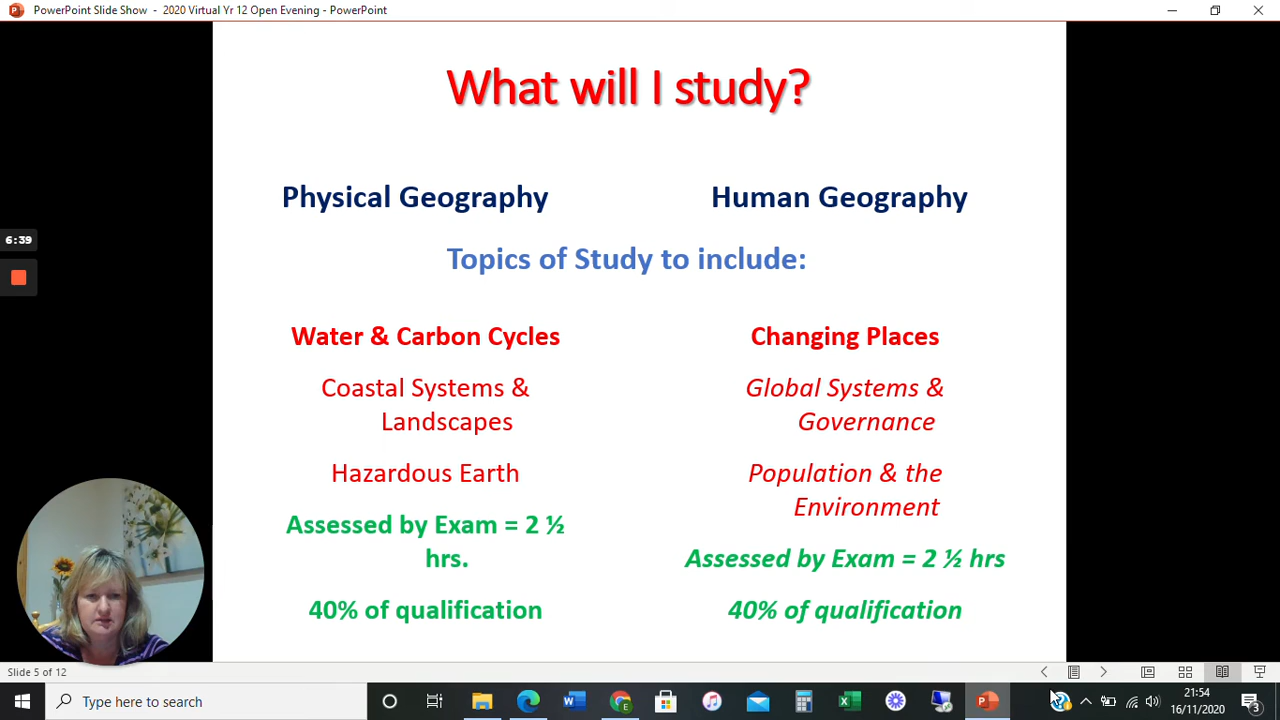 PowerPoint Slide Show - 2020 Virtual Yr 12 Open Evening - PowerPoint
What will I study?
Physical Geography
Human Geography
Topics of Study to include:
Water & Carbon Cycles
Coastal Systems &
Landscapes
Hazardous Earth
Assessed by Exam = 2 ½
hrs.
40% of qualification
Changing Places
Global Systems &
Governance
Population & the
Environment
Assessed by Exam = 2 ½ hrs
40% of qualification
6:39
Slide 5 of 12
Type here to search
21:54
16/11/2020
3